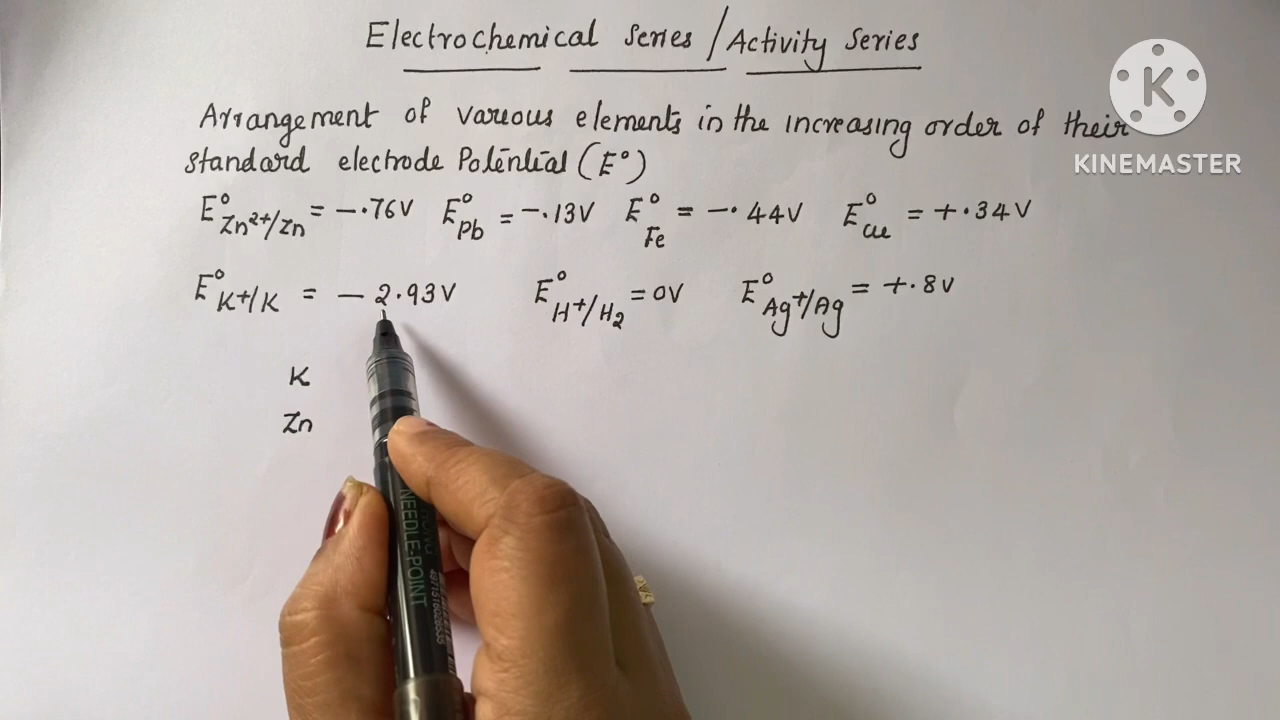 Electrochemical Series / Activity Series
K
KINEMASTER
Arrangement of various elements in the increasing order of their
standard electrode Potential (E°)
E°Zn²⁺/Zn = -.76V E°Pb = -.13V E°Fe = -.44V E°Cu = +.34V
E°K⁺/K = - 2.93V E°H⁺/H₂ = 0V E°Ag⁺/Ag = +.8V
K
Zn
NEEDLE-POINT